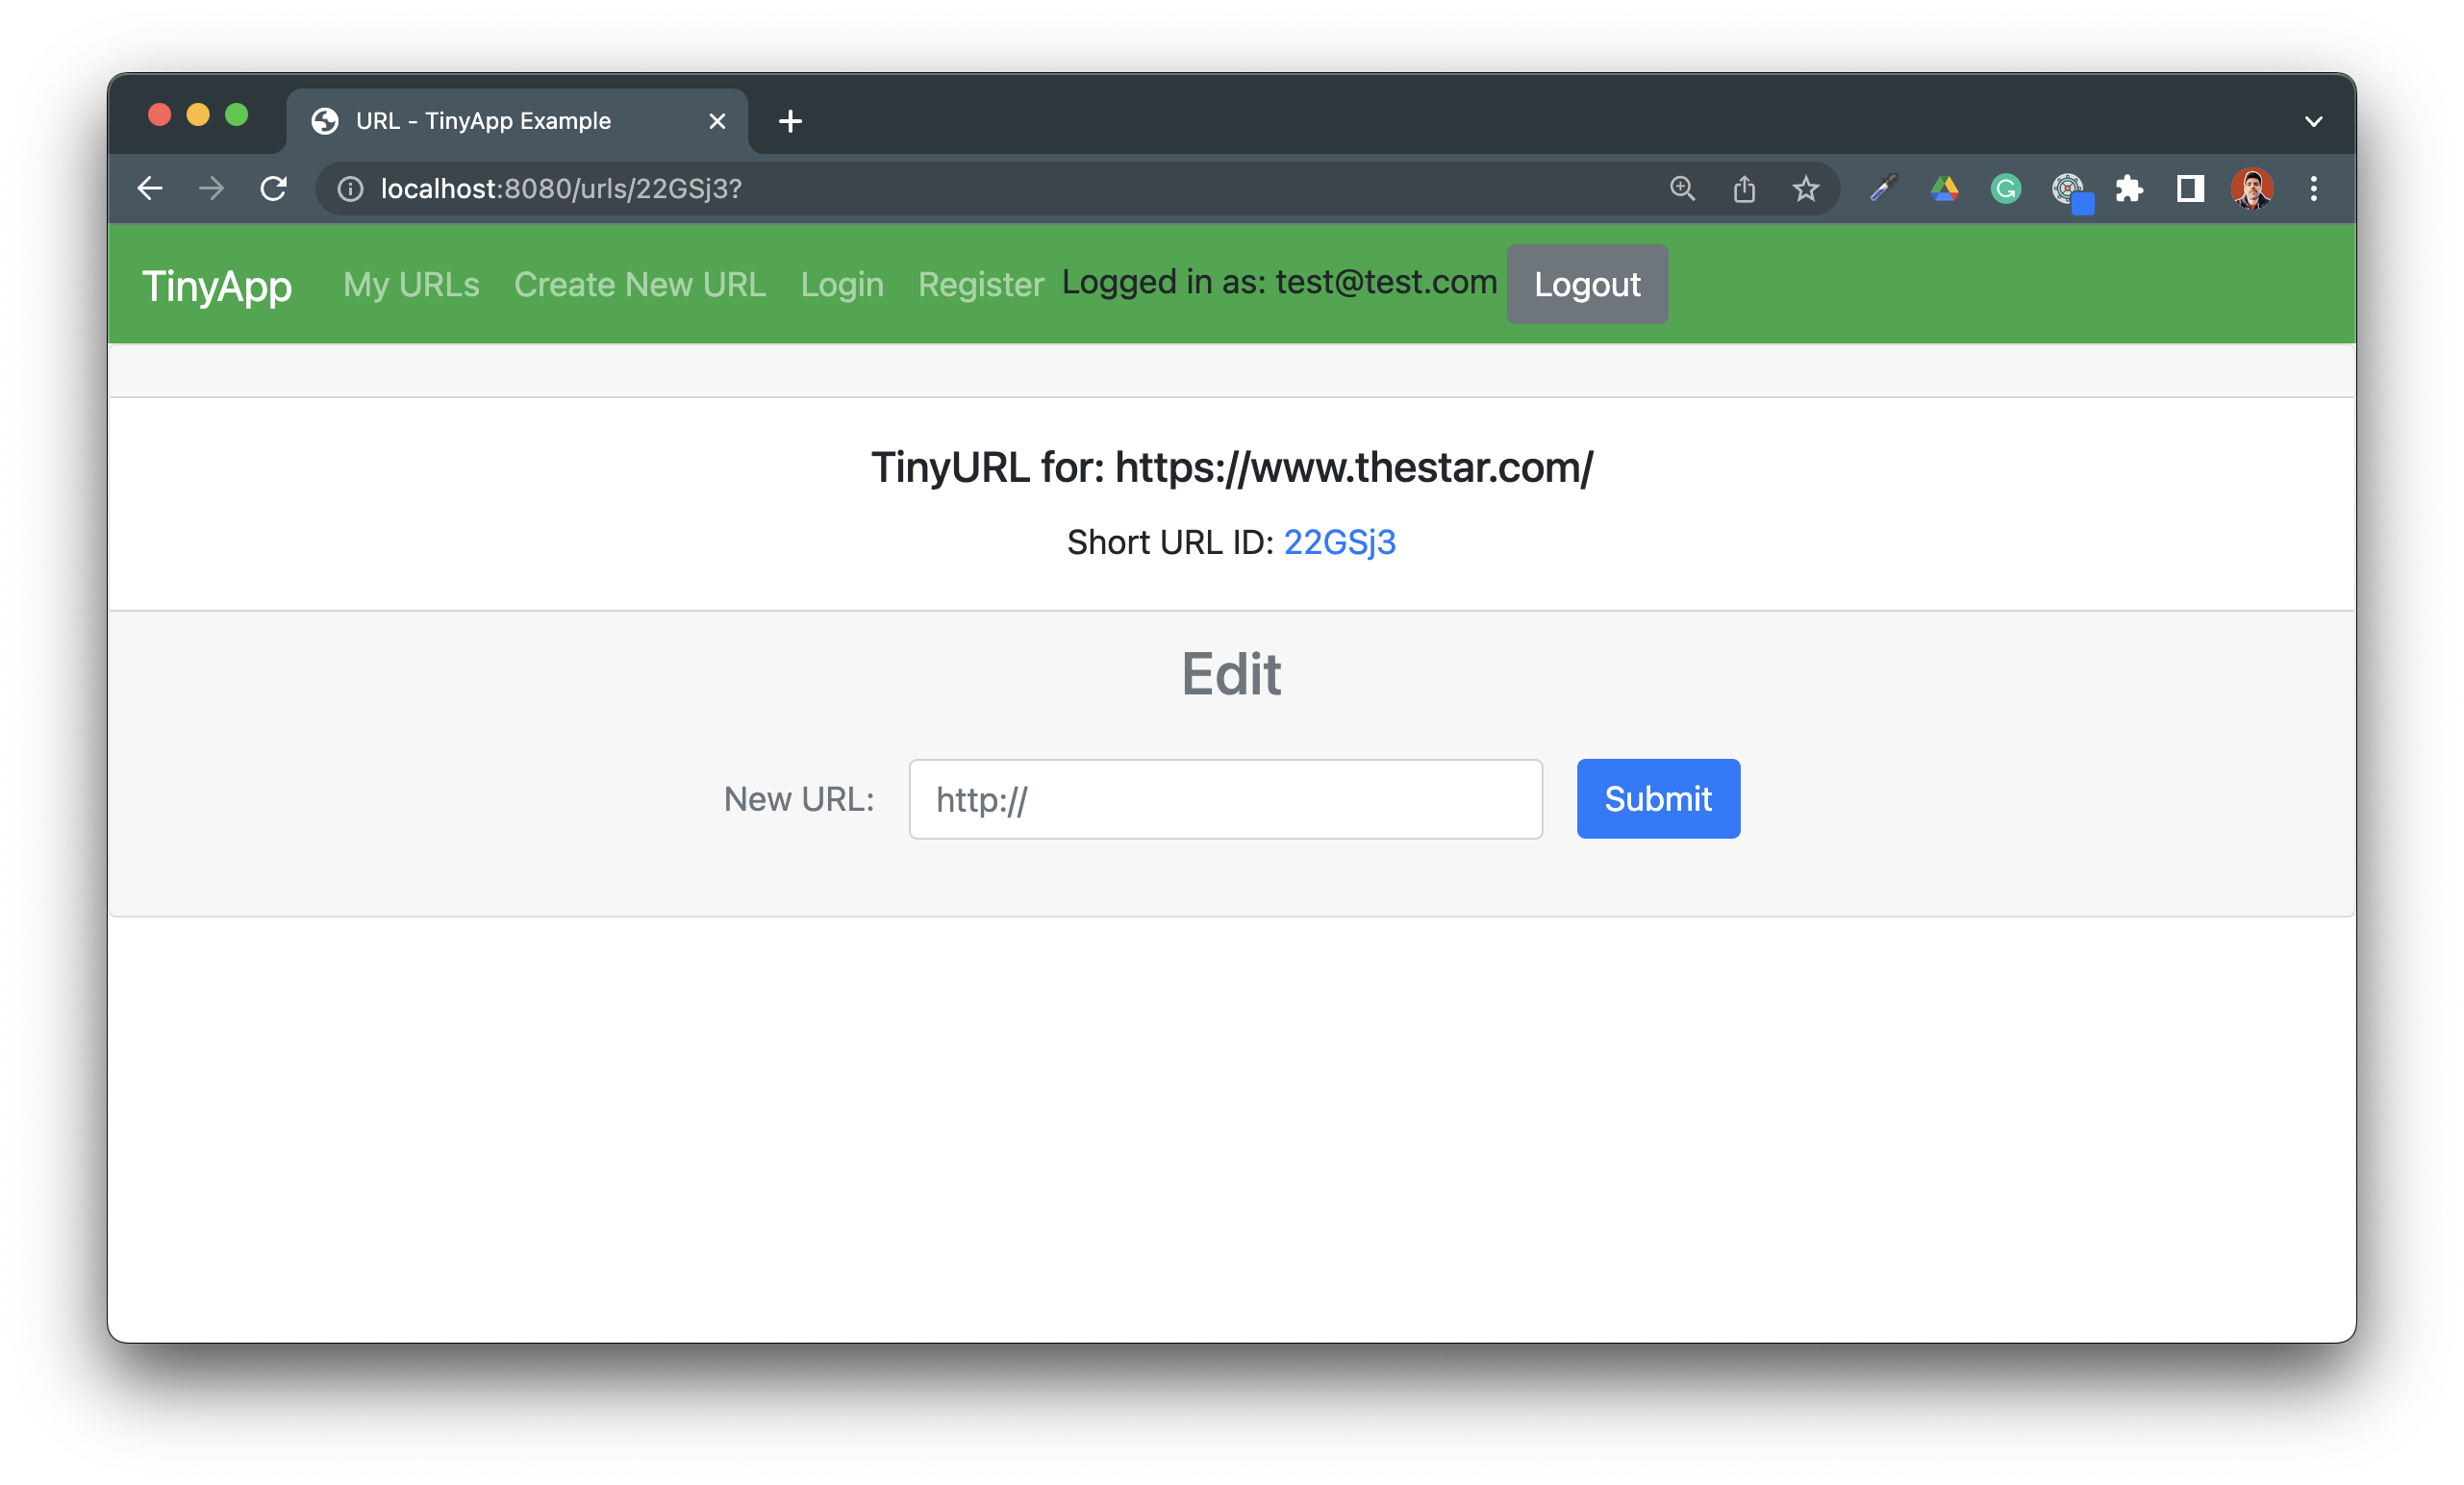 URL - TinyApp Example
localhost:8080/urls/22GSj3?
TinyApp My URLs Create New URL Login Register Logged in as: test@test.com Logout
TinyURL for: https://www.thestar.com/
Short URL ID: 22GSj3
Edit
New URL: http:// Submit